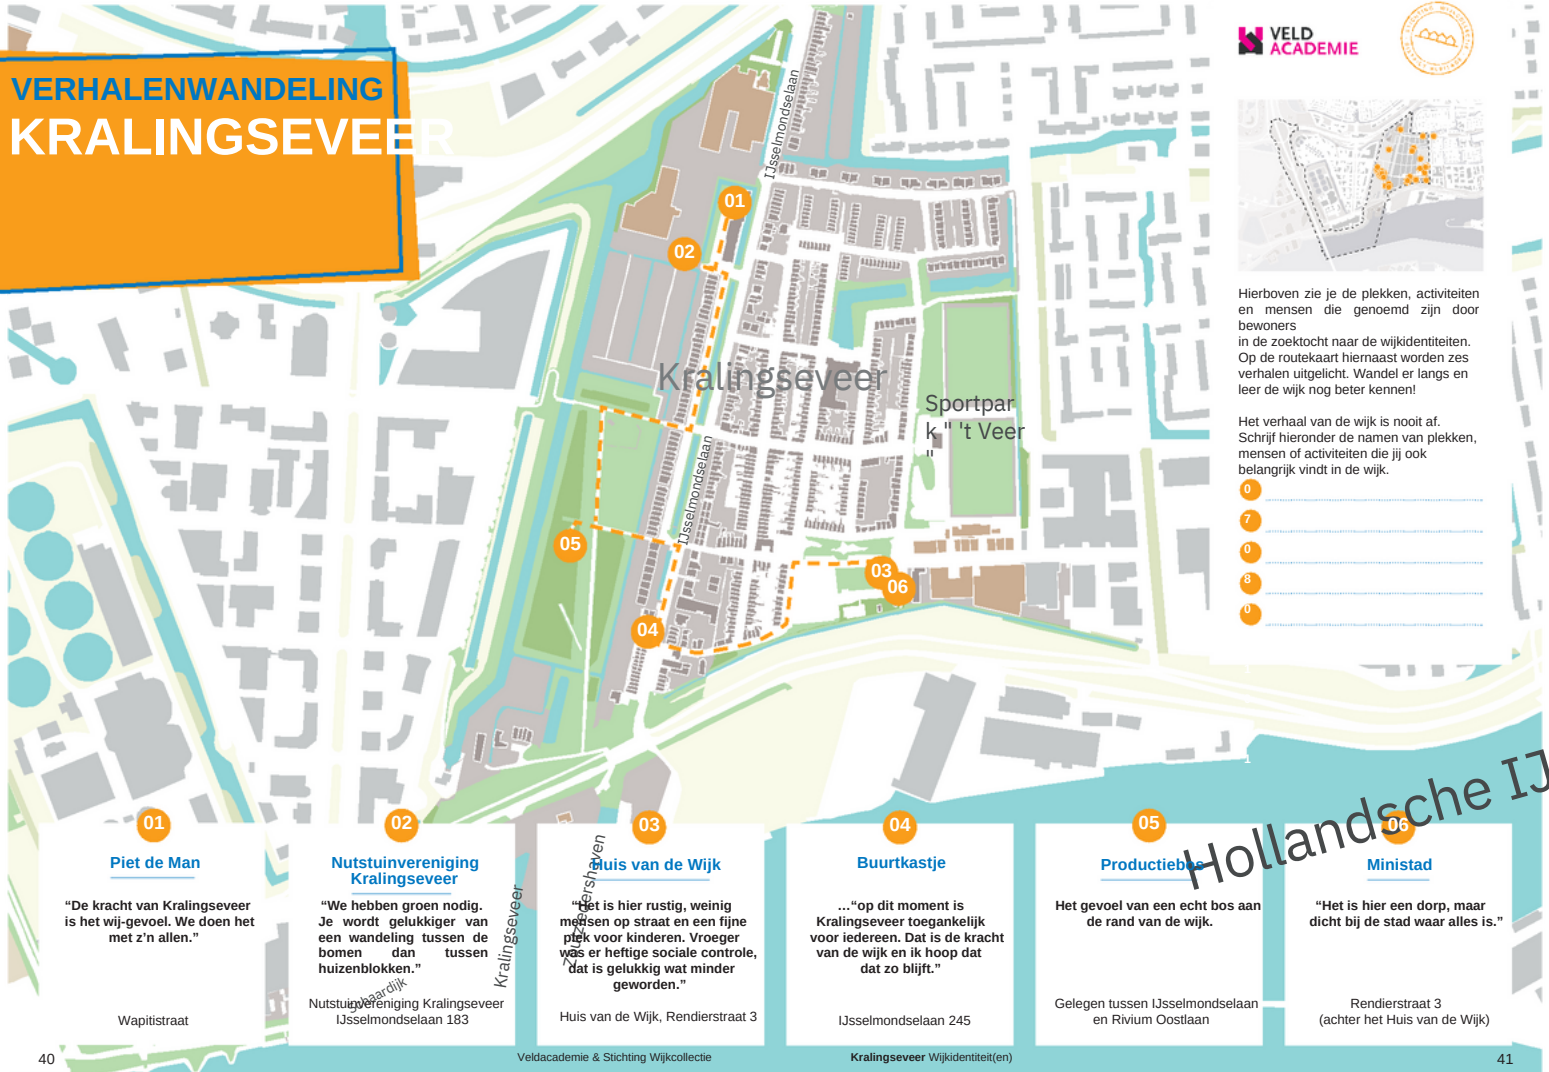 VERHALENWANDELING
KRALINGSEVEER
VELD
ACADEMIE
IJsselmondselaan
01
02
Kralingseveer
Sportpar
k " 't Veer
"
IJsselmondselaan
05
03
06
04
Hierboven zie je de plekken, activiteiten
en mensen die genoemd zijn door
bewoners
in de zoektocht naar de wijkidentiteiten.
Op de routekaart hiernaast worden zes
verhalen uitgelicht. Wandel er langs en
leer de wijk nog beter kennen!
Het verhaal van de wijk is nooit af.
Schrijf hieronder de namen van plekken,
mensen of activiteiten die jij ook
belangrijk vindt in de wijk.
0
7
0
8
0
Hollandsche IJ
01
Piet de Man
“De kracht van Kralingseveer
is het wij-gevoel. We doen het
met z’n allen.”
Wapitistraat
02
Nutstuinvereniging
Kralingseveer
“We hebben groen nodig.
Je wordt gelukkiger van
een wandeling tussen de
bomen dan tussen
huizenblokken.”
Schaardijk
Nutstuinvereniging Kralingseveer
IJsselmondselaan 183
Kralingseveer
03
Huis van de Wijk
“Het is hier rustig, weinig
mensen op straat en een fijne
plek voor kinderen. Vroeger
was er heftige sociale controle,
dat is gelukkig wat minder
geworden.”
Huis van de Wijk, Rendierstraat 3
04
Buurtkastje
…“op dit moment is
Kralingseveer toegankelijk
voor iedereen. Dat is de kracht
van de wijk en ik hoop dat
dat zo blijft.”
IJsselmondselaan 245
05
Productiebos
Het gevoel van een echt bos aan
de rand van de wijk.
Gelegen tussen IJsselmondselaan
en Rivium Oostlaan
06
Ministad
“Het is hier een dorp, maar
dicht bij de stad waar alles is.”
Rendierstraat 3
(achter het Huis van de Wijk)
40
Veldacademie & Stichting Wijkcollectie
Kralingseveer Wijkidentiteit(en)
41